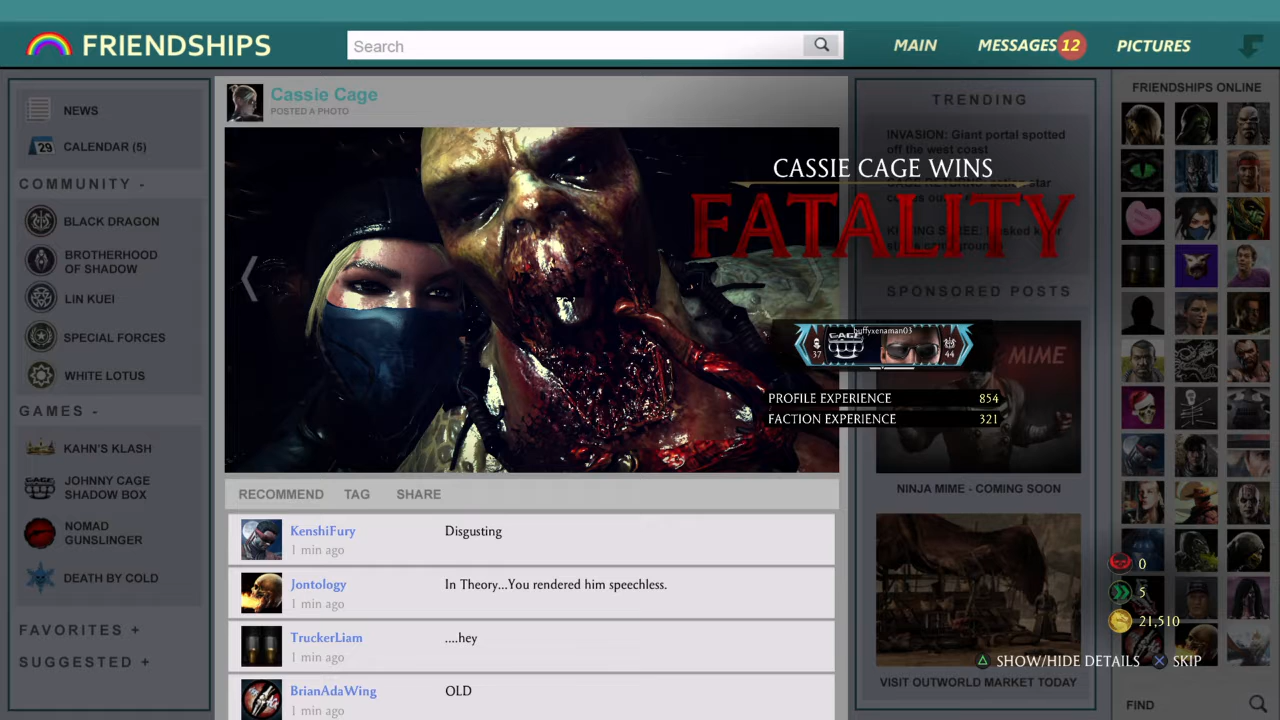 FRIENDSHIPS
Search
MAIN
MESSAGES 12
PICTURES
NEWS
29
CALENDAR (5)
COMMUNITY -
BLACK DRAGON
BROTHERHOOD
OF SHADOW
LIN KUEI
SPECIAL FORCES
WHITE LOTUS
GAMES -
KAHN'S KLASH
CAGE
JOHNNY CAGE
SHADOW BOX
NOMAD
GUNSLINGER
DEATH BY COLD
FAVORITES +
SUGGESTED +
Cassie Cage
POSTED A PHOTO
CASSIE CAGE WINS
FATALITY
buffyxenaman03
37
CAGE
44
PROFILE EXPERIENCE 854
FACTION EXPERIENCE 321
RECOMMEND
TAG
SHARE
KenshiFury
Disgusting
1 min ago
Jontology
In Theory...You rendered him speechless.
1 min ago
TruckerLiam
....hey
1 min ago
BrianAdaWing
OLD
1 min ago
TRENDING
INVASION: Giant portal spotted
off the west coast
SPONSORED POSTS
MIME
NINJA MIME - COMING SOON
VISIT OUTWORLD MARKET TODAY
FRIENDSHIPS ONLINE
0
5
21,510
SHOW/HIDE DETAILS
SKIP
FIND